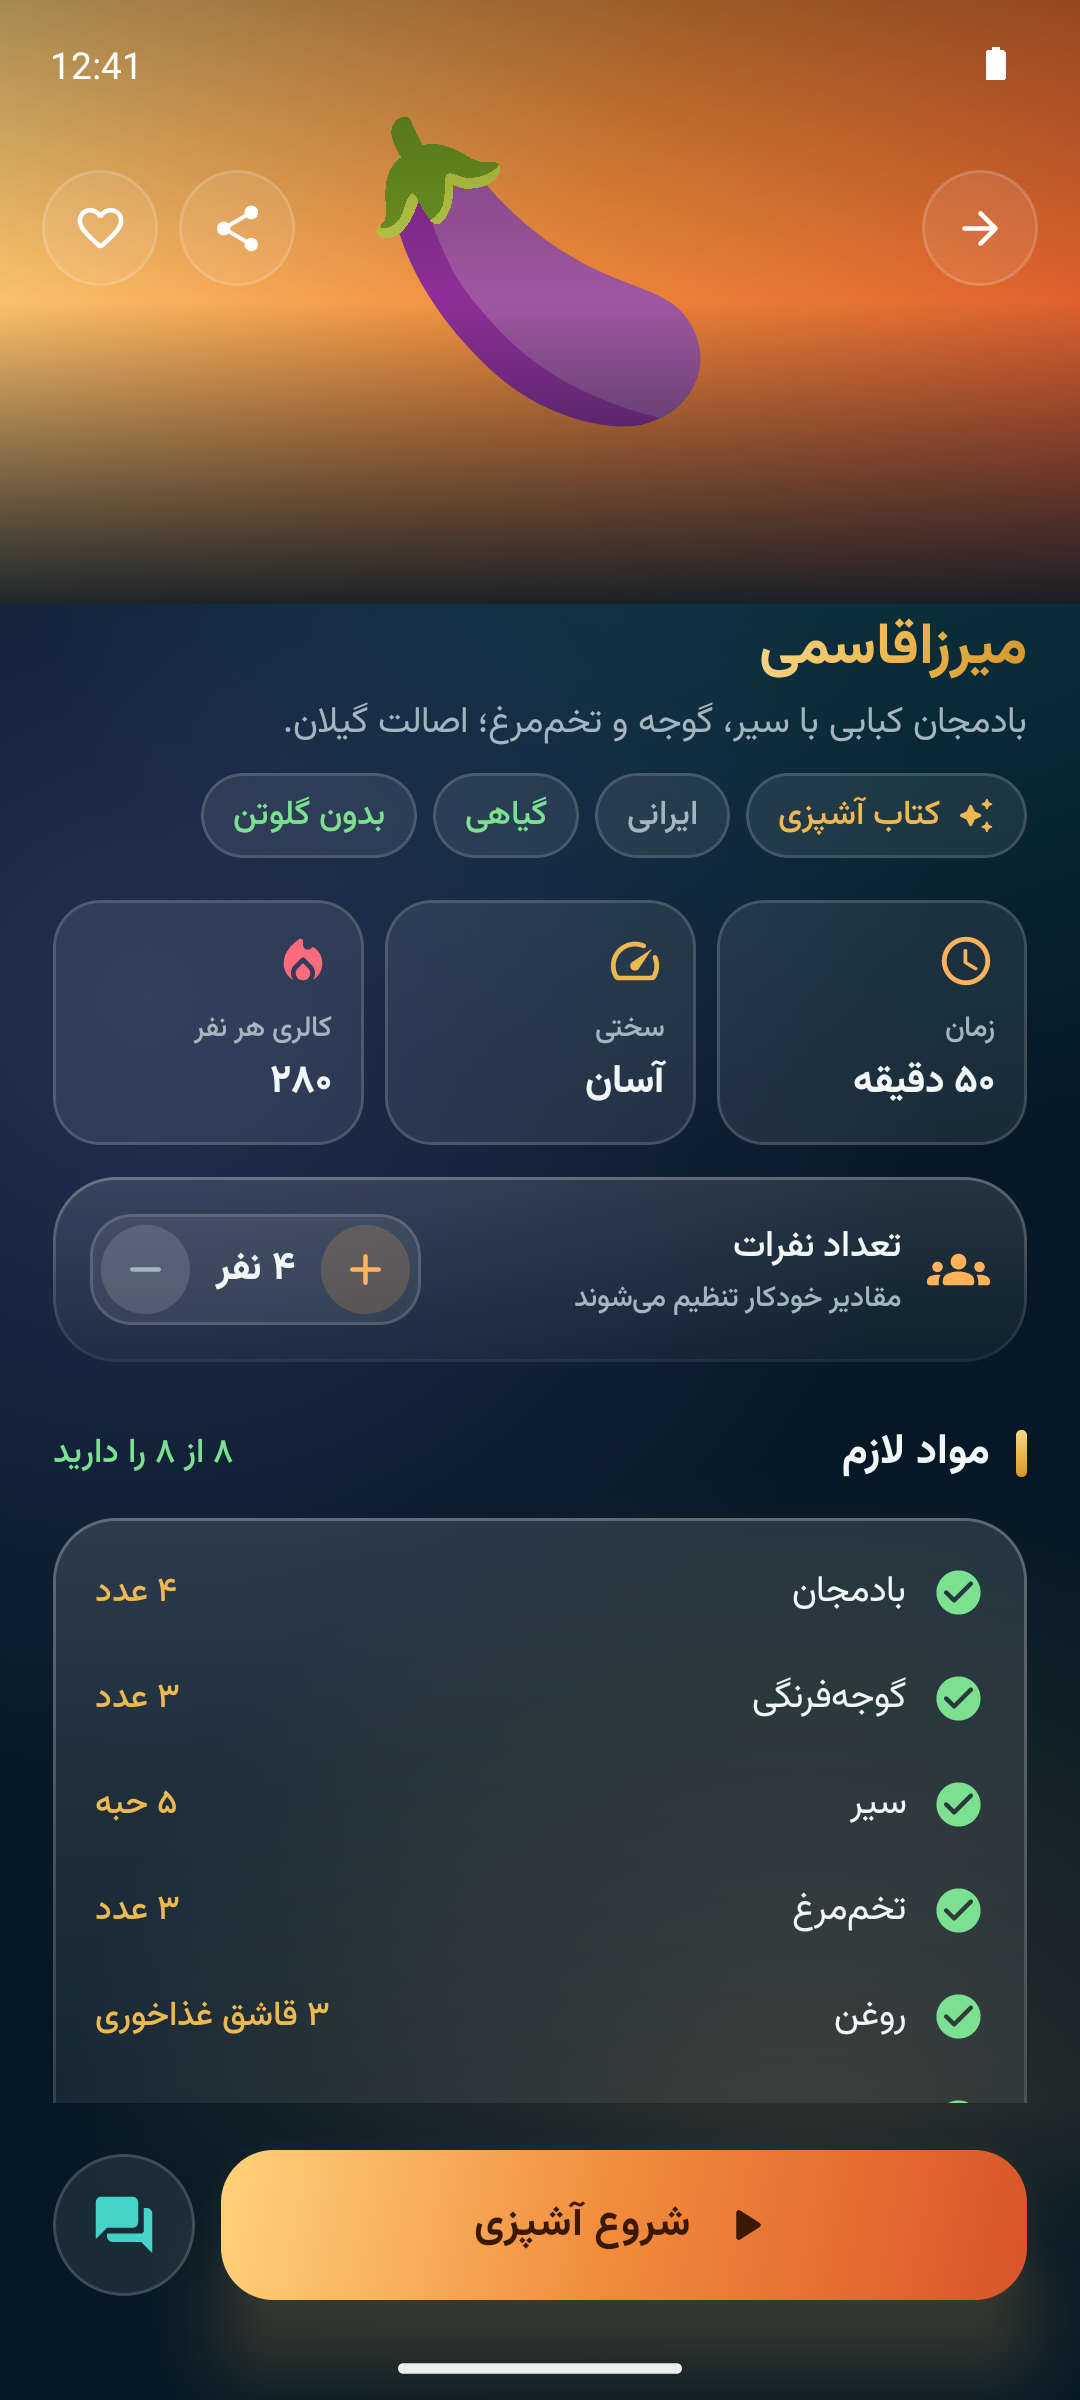 12:41
میرزاقاسمی
بادمجان کبابی با سیر، گوجه و تخم‌مرغ؛ اصالت گیلان.
کتاب آشپزی
ایرانی
گیاهی
بدون گلوتن
زمان
۵۰ دقیقه
سختی
آسان
کالری هر نفر
۲۸۰
تعداد نفرات
مقادیر خودکار تنظیم می‌شوند
۴ نفر
مواد لازم
۸ از ۸ را دارید
بادمجان
۴ عدد
گوجه‌فرنگی
۳ عدد
سیر
۵ حبه
تخم‌مرغ
۳ عدد
روغن
۳ قاشق غذاخوری
شروع آشپزی